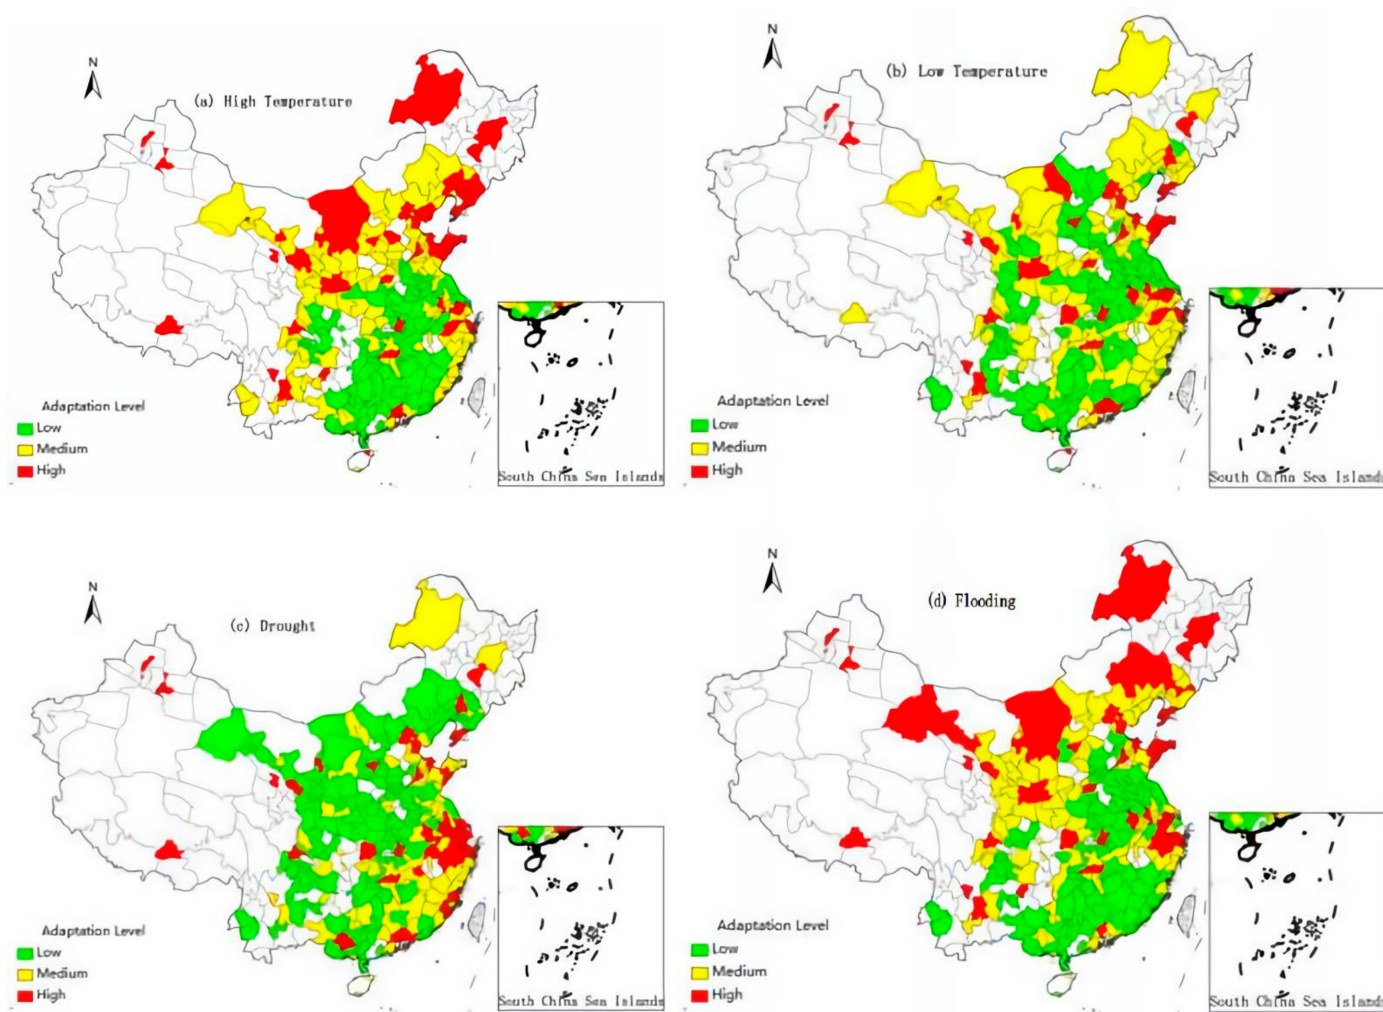 N
(a) High Temperature
Adaptation Level
Low
Medium
High
South China Sea Islands
N
(b) Low Temperature
Adaptation Level
Low
Medium
High
South China Sea Islands
N
(c) Drought
Adaptation Level
Low
Medium
High
South China Sea Islands
N
(d) Flooding
Adaptation Level
Low
Medium
High
South China Sea Islands